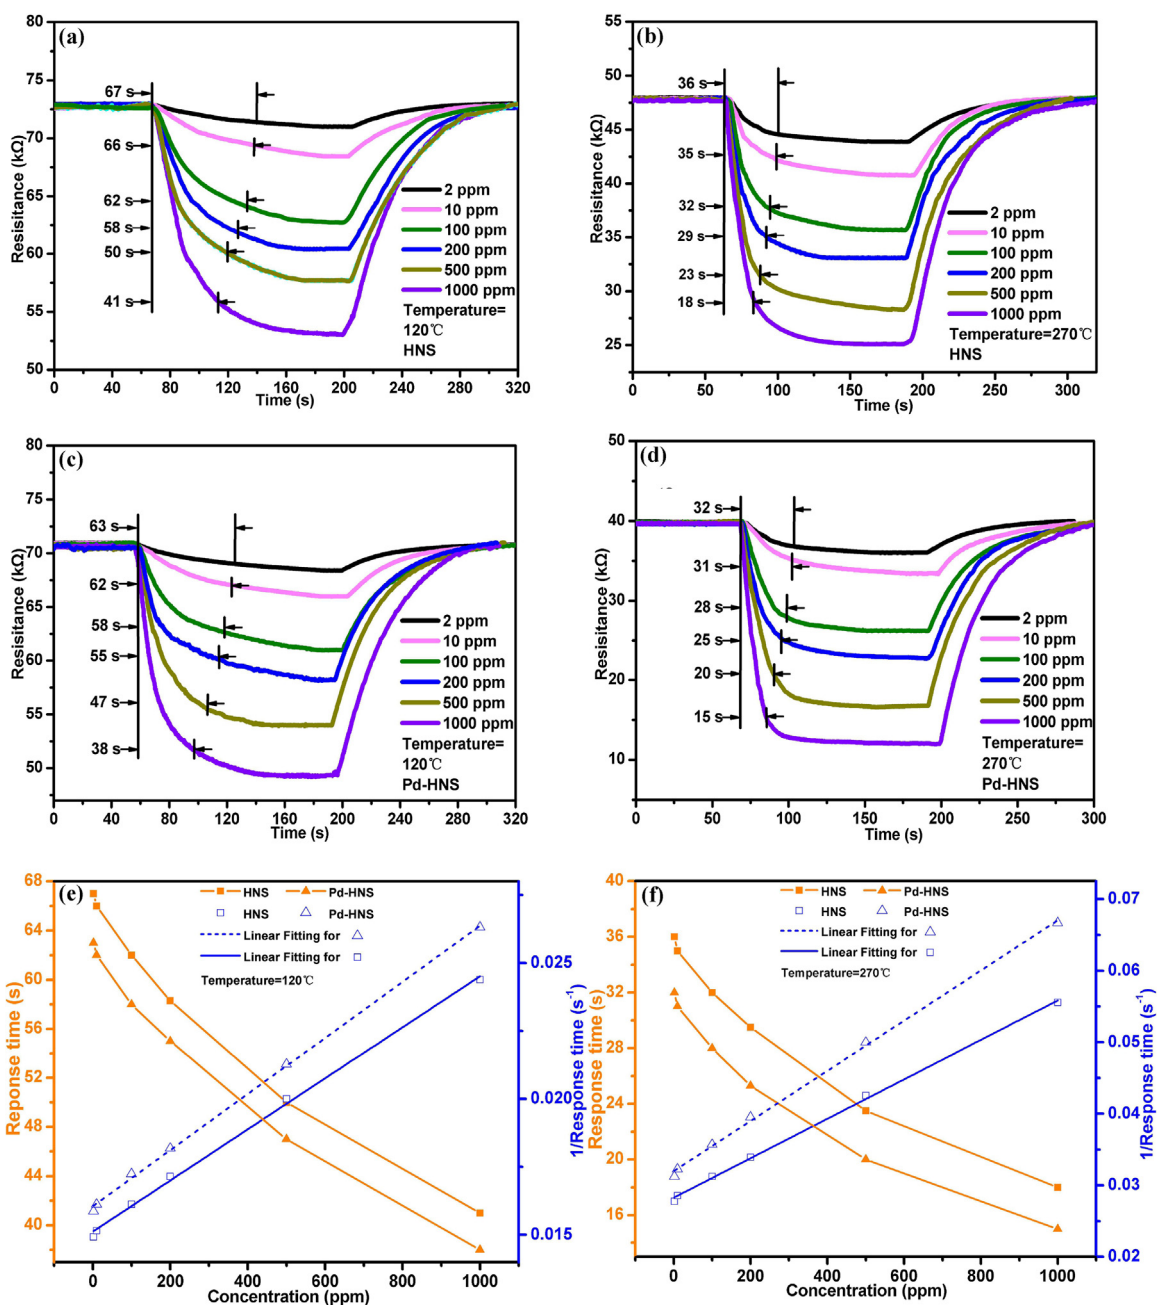 (a)
80
75
70
65
60
55
50
Resisitance (kΩ)
67 s
66 s
62 s
58 s
50 s
41 s
2 ppm
10 ppm
100 ppm
200 ppm
500 ppm
1000 ppm
Temperature=
120℃
HNS
0 40 80 120 160 200 240 280 320
Time (s)
(b)
55
50
45
40
35
30
25
Resisitance (kΩ)
36 s
35 s
32 s
29 s
23 s
18 s
2 ppm
10 ppm
100 ppm
200 ppm
500 ppm
1000 ppm
Temperature=270℃
HNS
0 50 100 150 200 250 300
Time (s)
(c)
80
75
70
65
60
55
50
Resisitance (kΩ)
63 s
62 s
58 s
55 s
47 s
38 s
2 ppm
10 ppm
100 ppm
200 ppm
500 ppm
1000 ppm
Temperature=
120℃
Pd-HNS
0 40 80 120 160 200 240 280 320
Time (s)
(d)
50
40
30
20
10
0
Resisitance (kΩ)
32 s
31 s
28 s
25 s
20 s
15 s
2 ppm
10 ppm
100 ppm
200 ppm
500 ppm
1000 ppm
Temperature=
270℃
Pd-HNS
0 50 100 150 200 250 300
Time (s)
(e)
68
64
60
56
52
48
44
40
Reponse time (s)
HNS Pd-HNS
HNS Pd-HNS
Linear Fitting for
Linear Fitting for
Temperature=120℃
0.025
0.020
0.015
1/Response time (s⁻¹)
0 200 400 600 800 1000
Concentration (ppm)
(f)
40
36
32
28
24
20
16
Response time (s)
HNS Pd-HNS
HNS Pd-HNS
Linear Fitting for
Linear Fitting for
Temperature=270℃
0.07
0.06
0.05
0.04
0.03
0.02
1/Response time (s⁻¹)
0 200 400 600 800 1000
Concentration (ppm)